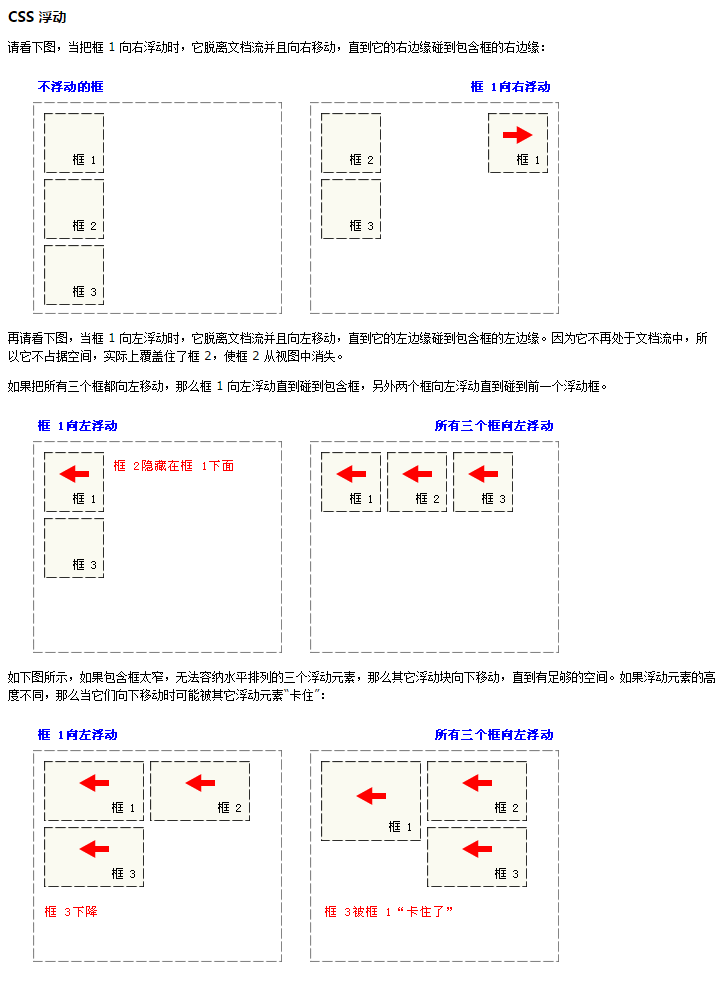 CSS 浮动
请看下图，当把框 1 向右浮动时，它脱离文档流并且向右移动，直到它的右边缘碰到包含框的右边缘：
不浮动的框
框 1向右浮动
框 1
框 2
框 3
框 2
框 1
框 3
再请看下图，当框 1 向左浮动时，它脱离文档流并且向左移动，直到它的左边缘碰到包含框的左边缘。因为它不再处于文档流中，所
以它不占据空间，实际上覆盖住了框 2，使框 2 从视图中消失。
如果把所有三个框都向左移动，那么框 1 向左浮动直到碰到包含框，另外两个框向左浮动直到碰到前一个浮动框。
框 1向左浮动
所有三个框向左浮动
框 2隐藏在框 1下面
框 1
框 3
框 1
框 2
框 3
如下图所示，如果包含框太窄，无法容纳水平排列的三个浮动元素，那么其它浮动块向下移动，直到有足够的空间。如果浮动元素的高
度不同，那么当它们向下移动时可能被其它浮动元素“卡住”：
框 1向左浮动
所有三个框向左浮动
框 1
框 2
框 3
框 3下降
框 1
框 2
框 3
框 3被框 1“卡住了”